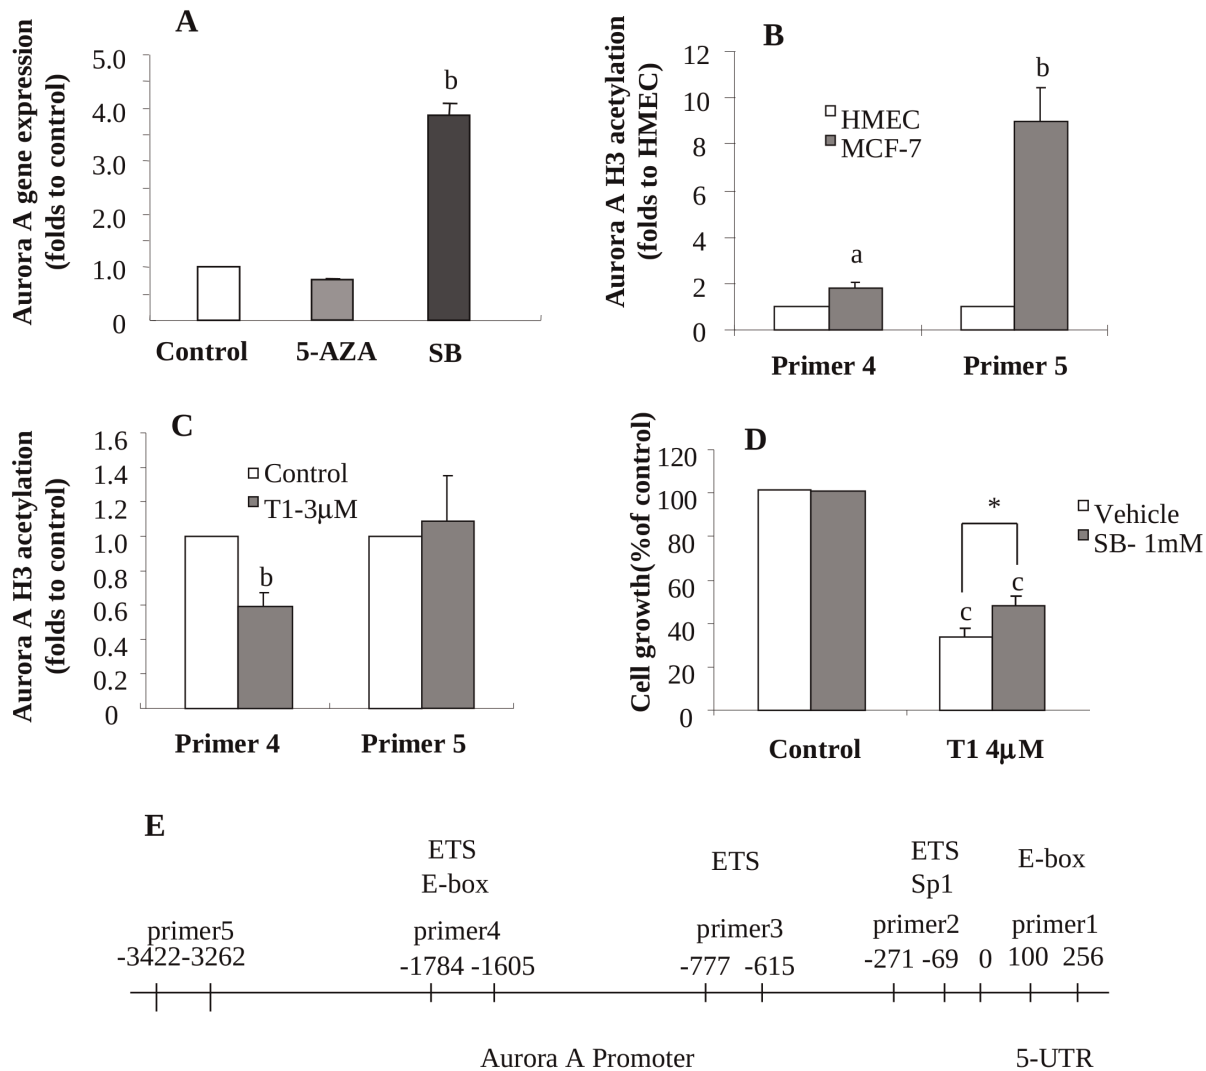 A
Aurora A gene expression
(folds to control)
5.0
4.0
3.0
2.0
1.0
0
b
Control 5-AZA SB
B
Aurora A H3 acetylation
(folds to HMEC)
12
10
8
6
4
2
0
HMEC
MCF-7
a
b
Primer 4 Primer 5
C
Aurora A H3 acetylation
(folds to control)
1.6
1.4
1.2
1.0
0.8
0.6
0.4
0.2
0
Control
T1-3μM
b
Primer 4 Primer 5
D
Cell growth(%of control)
120
100
80
60
40
20
0
*
c
c
Vehicle
SB- 1mM
Control T1 4μM
E
ETS
E-box
ETS
ETS
Sp1
E-box
primer5 primer4 primer3 primer2 primer1
-3422-3262 -1784 -1605 -777 -615 -271 -69 0 100 256
Aurora A Promoter 5-UTR